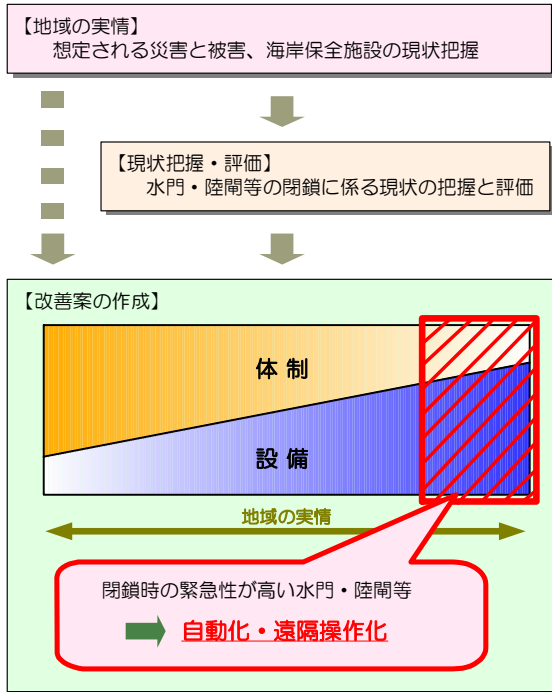 【地域の実情】
想定される災害と被害、海岸保全施設の現状把握
【現状把握・評価】
水門・陸閘等の閉鎖に係る現状の把握と評価
【改善案の作成】
体 制
設 備
地域の実情
閉鎖時の緊急性が高い水門・陸閘等
自動化・遠隔操作化